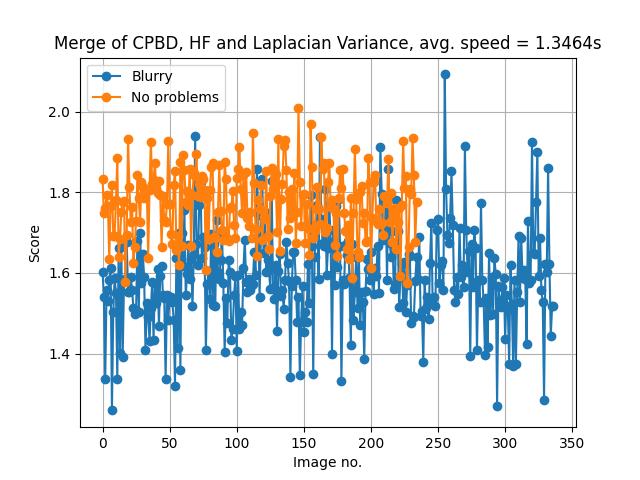 Merge of CPBD, HF and Laplacian Variance, avg. speed = 1.3464s
Blurry
No problems
2.0
1.8
1.6
1.4
Score
0 50 100 150 200 250 300 350
Image no.